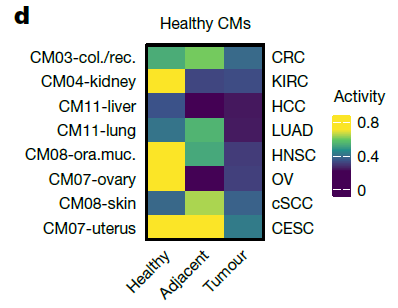 d
Healthy CMs
CM03-col./rec. CRC
CM04-kidney KIRC
CM11-liver HCC
CM11-lung LUAD
CM08-ora.muc. HNSC
CM07-ovary OV
CM08-skin cSCC
CM07-uterus CESC
Healthy
Adjacent
Tumour
Activity
0.8
0.4
0